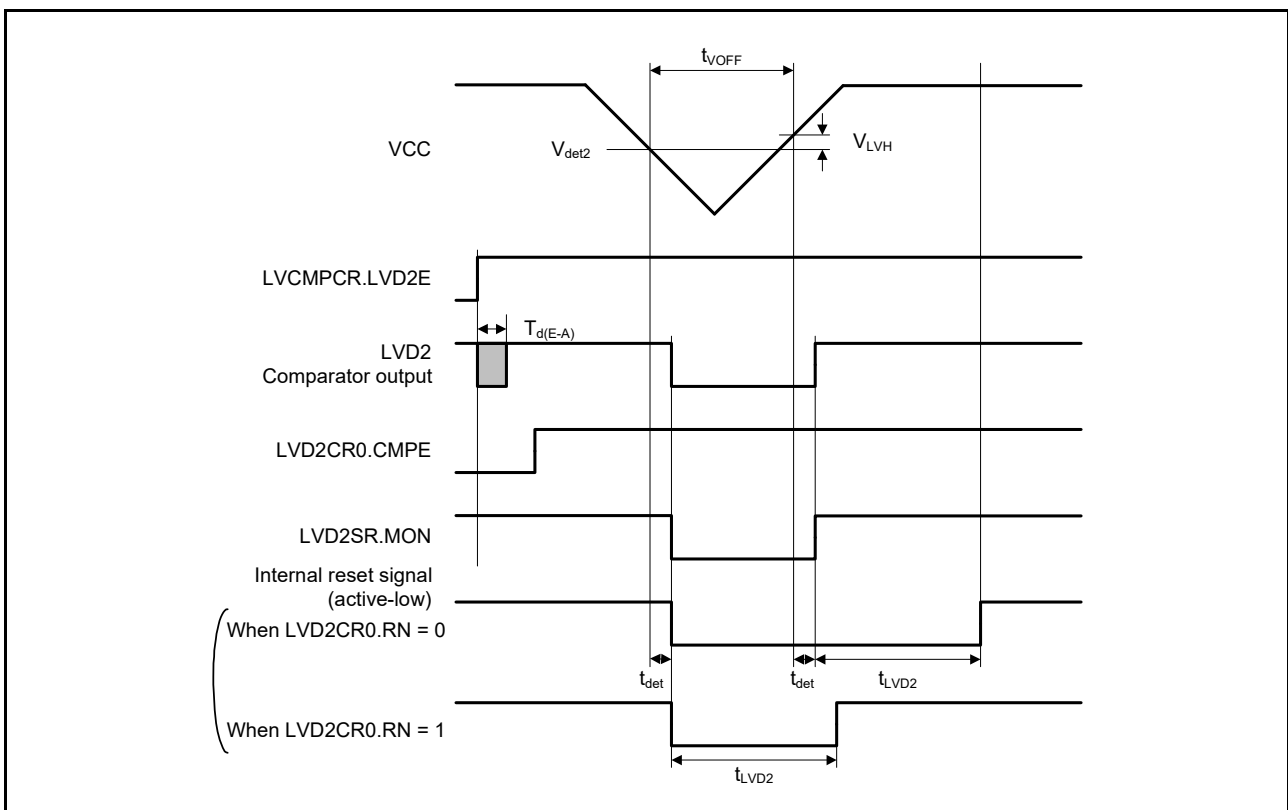 tVOFF
VCC
Vdet2
VLVH
LVCMPCR.LVD2E
Td(E-A)
LVD2
Comparator output
LVD2CR0.CMPE
LVD2SR.MON
Internal reset signal
(active-low)
When LVD2CR0.RN = 0
tdet
tdet
tLVD2
When LVD2CR0.RN = 1
tLVD2